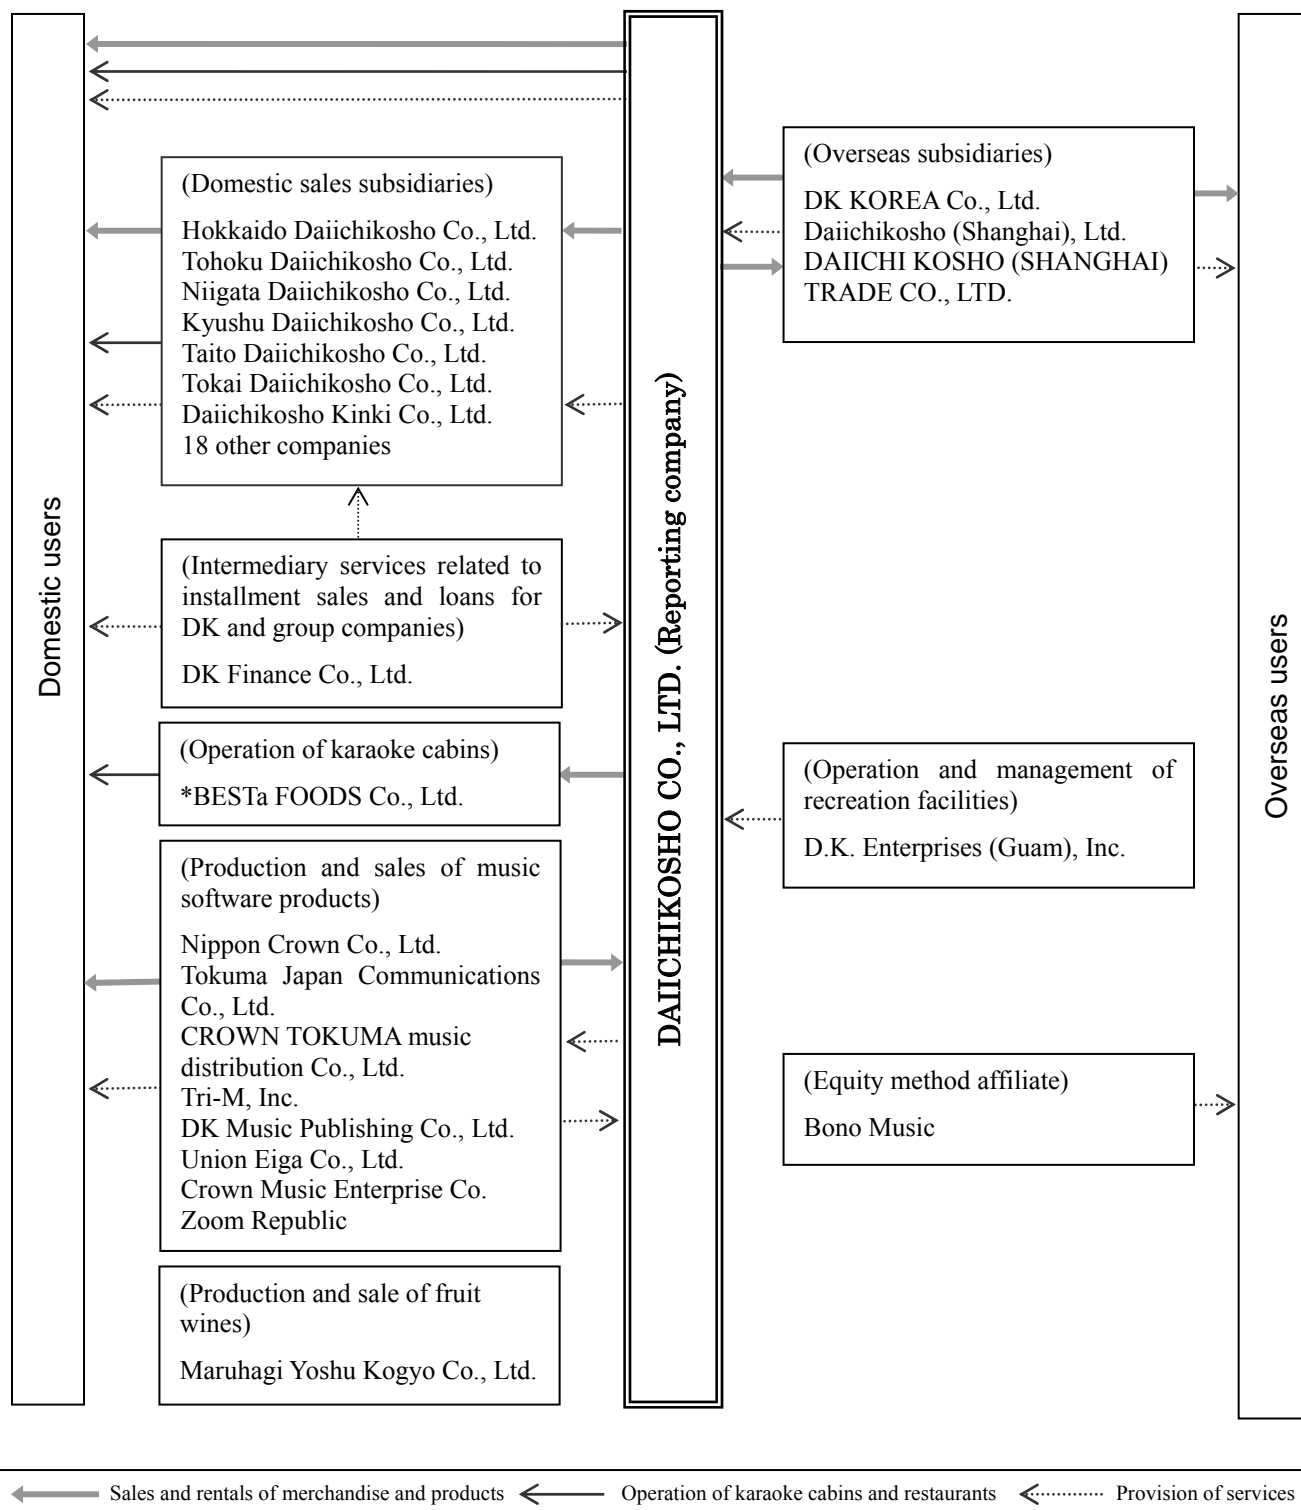 Domestic users
(Domestic sales subsidiaries)
Hokkaido Daiichikosho Co., Ltd.
Tohoku Daiichikosho Co., Ltd.
Niigata Daiichikosho Co., Ltd.
Kyushu Daiichikosho Co., Ltd.
Taito Daiichikosho Co., Ltd.
Tokai Daiichikosho Co., Ltd.
Daiichikosho Kinki Co., Ltd.
18 other companies
(Intermediary services related to
installment sales and loans for
DK and group companies)
DK Finance Co., Ltd.
(Operation of karaoke cabins)
*BESTa FOODS Co., Ltd.
(Production and sales of music
software products)
Nippon Crown Co., Ltd.
Tokuma Japan Communications
Co., Ltd.
CROWN TOKUMA music
distribution Co., Ltd.
Tri-M, Inc.
DK Music Publishing Co., Ltd.
Union Eiga Co., Ltd.
Crown Music Enterprise Co.
Zoom Republic
(Production and sale of fruit
wines)
Maruhagi Yoshu Kogyo Co., Ltd.
DAIICHIKOSHO CO., LTD. (Reporting company)
(Overseas subsidiaries)
DK KOREA Co., Ltd.
Daiichikosho (Shanghai), Ltd.
DAIICHI KOSHO (SHANGHAI)
TRADE CO., LTD.
(Operation and management of
recreation facilities)
D.K. Enterprises (Guam), Inc.
(Equity method affiliate)
Bono Music
Overseas users
Sales and rentals of merchandise and products
Operation of karaoke cabins and restaurants
Provision of services